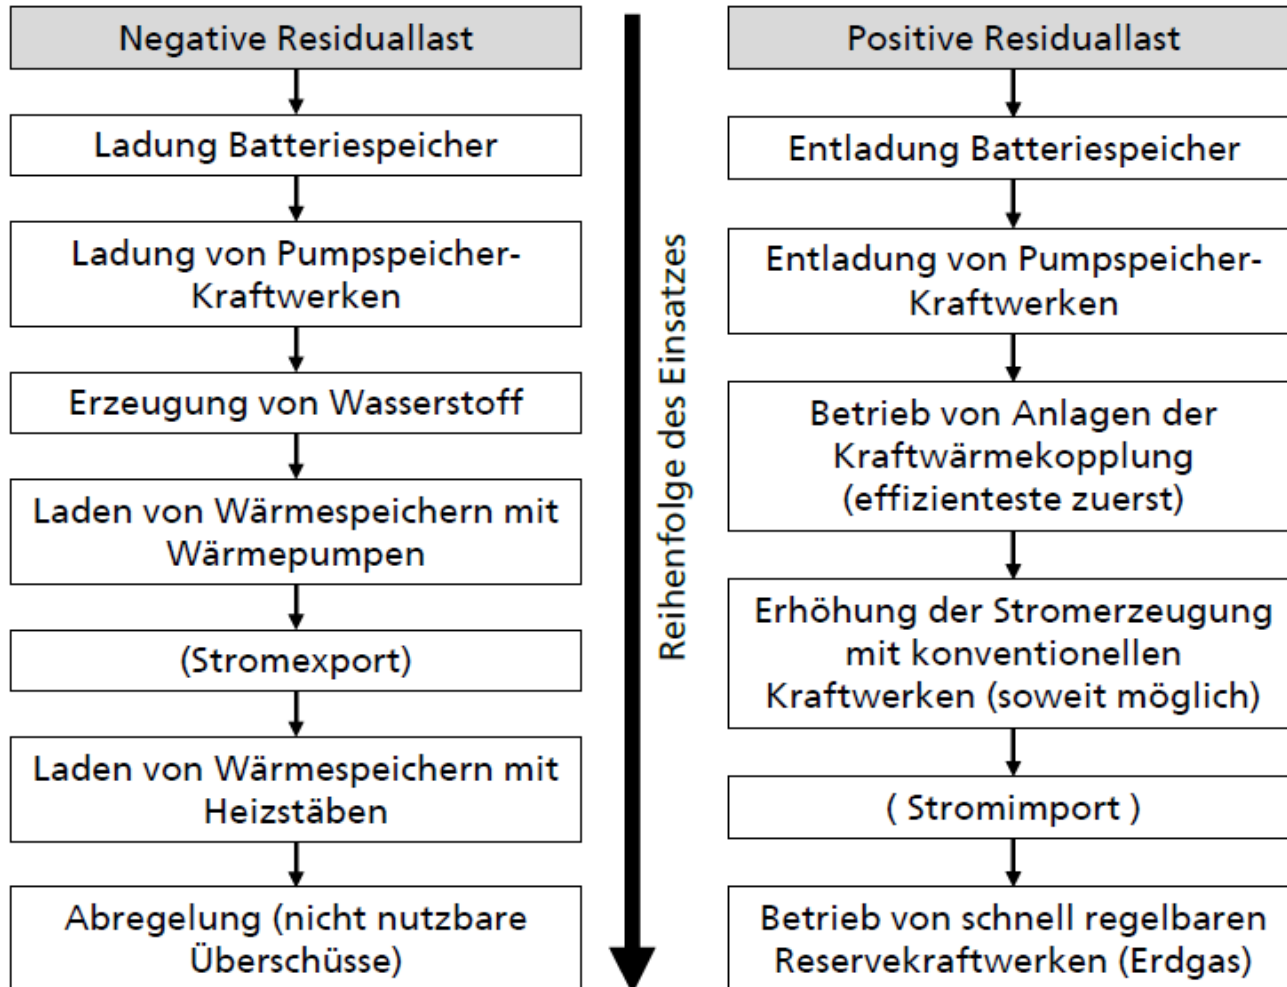 Negative Residuallast
Ladung Batteriespeicher
Ladung von Pumpspeicher-
Kraftwerken
Erzeugung von Wasserstoff
Laden von Wärmespeichern mit
Wärmepumpen
(Stromexport)
Laden von Wärmespeichern mit
Heizstäben
Abregelung (nicht nutzbare
Überschüsse)
Reihenfolge des Einsatzes
Positive Residuallast
Entladung Batteriespeicher
Entladung von Pumpspeicher-
Kraftwerken
Betrieb von Anlagen der
Kraftwärmekopplung
(effizienteste zuerst)
Erhöhung der Stromerzeugung
mit konventionellen
Kraftwerken (soweit möglich)
( Stromimport )
Betrieb von schnell regelbaren
Reservekraftwerken (Erdgas)